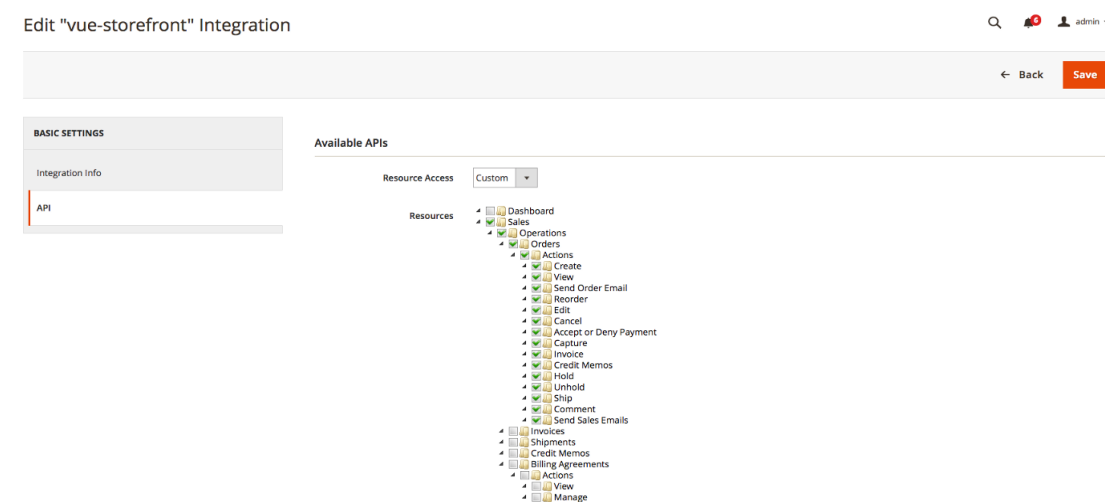 Edit "vue-storefront" Integration
6
admin
← Back
Save
BASIC SETTINGS
Integration Info
API
Available APIs
Resource Access
Custom
Resources
Dashboard
Sales
Operations
Orders
Actions
Create
View
Send Order Email
Reorder
Edit
Cancel
Accept or Deny Payment
Capture
Invoice
Credit Memos
Hold
Unhold
Ship
Comment
Send Sales Emails
Invoices
Shipments
Credit Memos
Billing Agreements
Actions
View
Manage